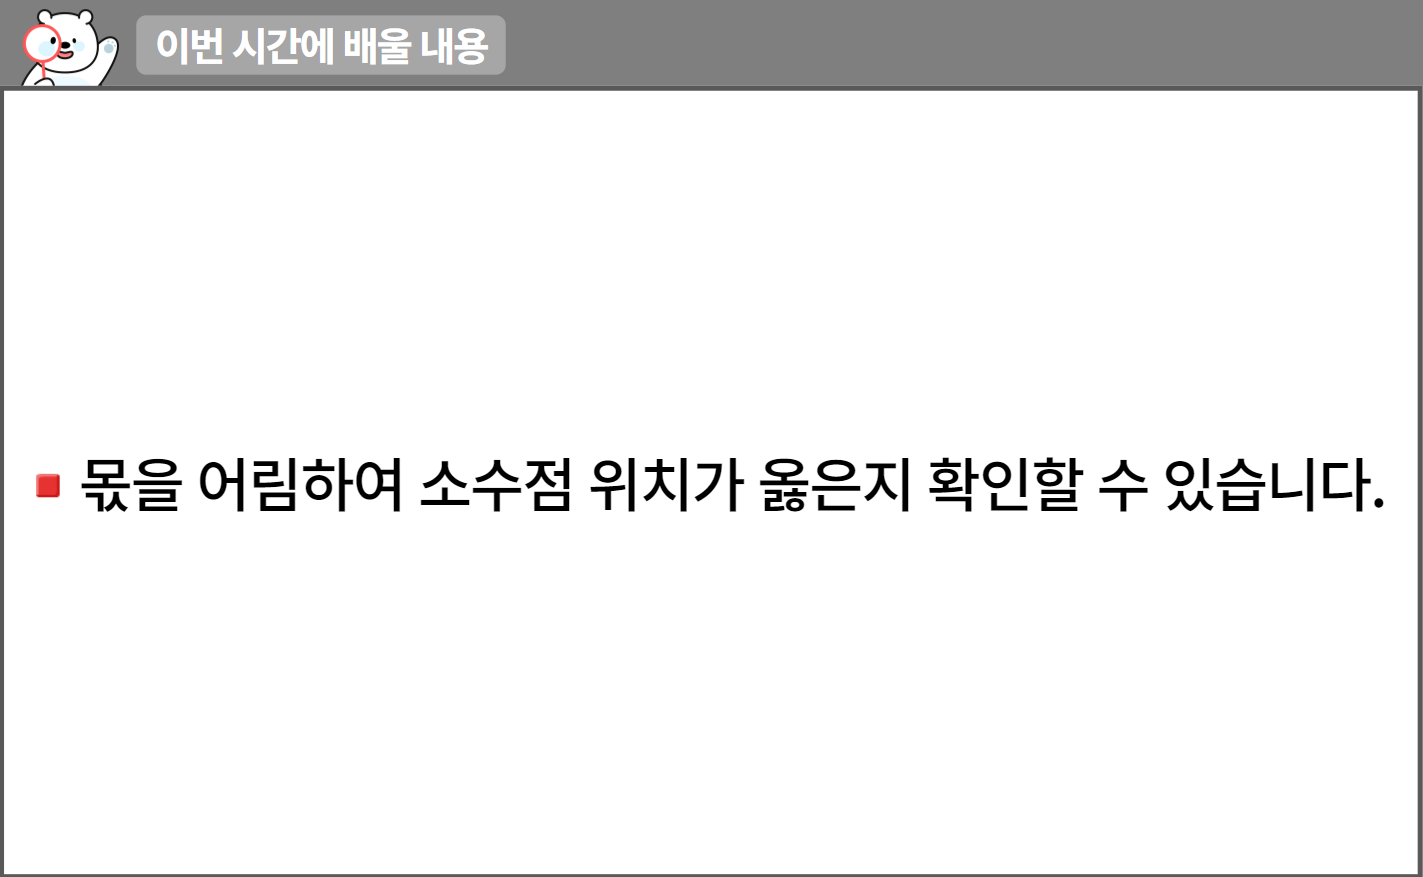 이번 시간에 배울 내용
몫을 어림하여 소수점 위치가 옳은지 확인할 수 있습니다.